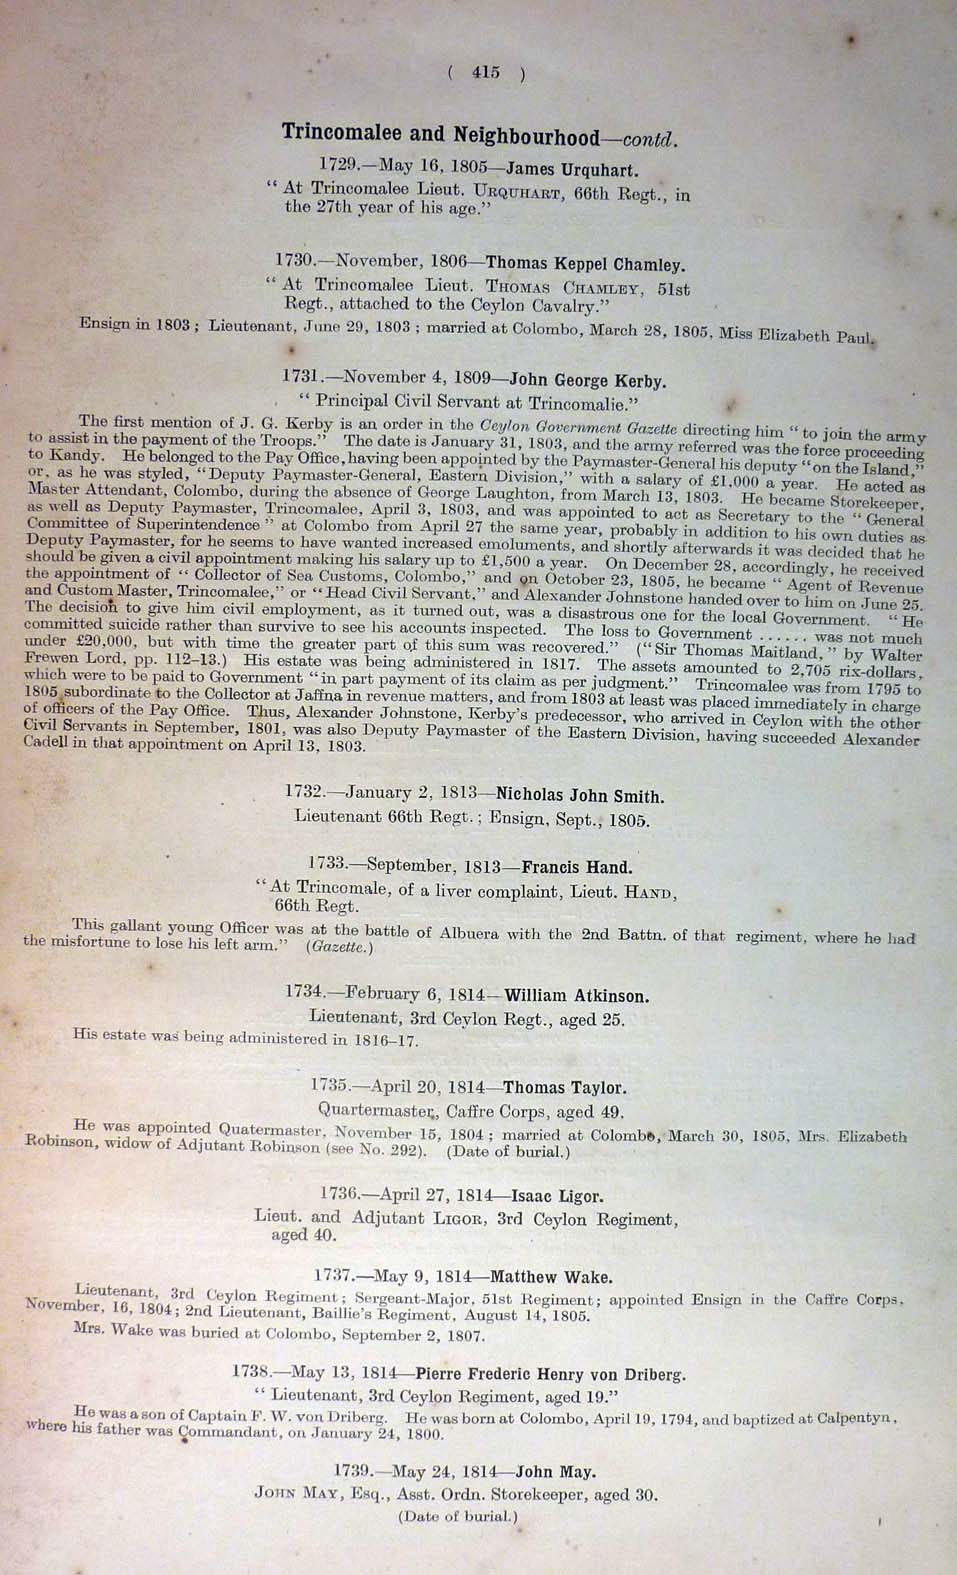 ( 415 )
Trincomalee and Neighbourhood—contd.
1729.—May 16, 1805—James Urquhart.
“ At Trincomalee Lieut. URQUHART, 66th Regt., in
the 27th year of his age.”
1730.—November, 1806—Thomas Keppel Chamley.
“ At Trincomalee Lieut. THOMAS CHAMLEY, 51st
Regt., attached to the Ceylon Cavalry.”
Ensign in 1803 ; Lieutenant, June 29, 1803 ; married at Colombo, March 28, 1805, Miss Elizabeth Paul.
1731.—November 4, 1809—John George Kerby.
“ Principal Civil Servant at Trincomalie.”
The first mention of J. G. Kerby is an order in the Ceylon Government Gazette directing him “ to join the army
to assist in the payment of the Troops.” The date is January 31, 1803, and the army referred was the force proceeding
to Kandy. He belonged to the Pay Office, having been appointed by the Paymaster-General his deputy “on the Island,”
or, as he was styled, “Deputy Paymaster-General, Eastern Division,” with a salary of £1,000 a year. He acted as
Master Attendant, Colombo, during the absence of George Laughton, from March 13, 1803. He became Storekeeper,
as well as Deputy Paymaster, Trincomalee, April 3, 1803, and was appointed to act as Secretary to the “ General
Committee of Superintendence ” at Colombo from April 27 the same year, probably in addition to his own duties as
Deputy Paymaster, for he seems to have wanted increased emoluments, and shortly afterwards it was decided that he
should be given a civil appointment making his salary up to £1,500 a year. On December 28, accordingly, he received
the appointment of “ Collector of Sea Customs, Colombo,” and on October 23, 1805, he became “ Agent of Revenue
and Custom Master, Trincomalee,” or “Head Civil Servant,” and Alexander Johnstone handed over to him on June 25.
The decision to give him civil employment, as it turned out, was a disastrous one for the local Government. “ He
committed suicide rather than survive to see his accounts inspected. The loss to Government ...... was not much
under £20,000, but with time the greater part of this sum was recovered.” (“Sir Thomas Maitland,” by Walter
Frewen Lord, pp. 112–13.) His estate was being administered in 1817. The assets amounted to 2,705 rix-dollars,
which were to be paid to Government “in part payment of its claim as per judgment.” Trincomalee was from 1795 to
1805 subordinate to the Collector at Jaffna in revenue matters, and from 1803 at least was placed immediately in charge
of officers of the Pay Office. Thus, Alexander Johnstone, Kerby’s predecessor, who arrived in Ceylon with the other
Civil Servants in September, 1801, was also Deputy Paymaster of the Eastern Division, having succeeded Alexander
Cadell in that appointment on April 13, 1803.
1732.—January 2, 1813—Nicholas John Smith.
Lieutenant 66th Regt. ; Ensign, Sept., 1805.
1733.—September, 1813—Francis Hand.
“At Trincomale, of a liver complaint, Lieut. HAND,
66th Regt.
This gallant young Officer was at the battle of Albuera with the 2nd Battn. of that regiment, where he had
the misfortune to lose his left arm.” (Gazette.)
1734.—February 6, 1814—William Atkinson.
Lieutenant, 3rd Ceylon Regt., aged 25.
His estate was being administered in 1816–17.
1735.—April 20, 1814—Thomas Taylor.
Quartermaster, Caffre Corps, aged 49.
He was appointed Quatermaster, November 15, 1804 ; married at Colombo, March 30, 1805, Mrs. Elizabeth
Robinson, widow of Adjutant Robinson (see No. 292). (Date of burial.)
1736.—April 27, 1814—Isaac Ligor.
Lieut. and Adjutant LIGOR, 3rd Ceylon Regiment,
aged 40.
1737.—May 9, 1814—Matthew Wake.
Lieutenant, 3rd Ceylon Regiment ; Sergeant-Major, 51st Regiment ; appointed Ensign in the Caffre Corps,
November, 16, 1804 ; 2nd Lieutenant, Baillie’s Regiment, August 14, 1805.
Mrs. Wake was buried at Colombo, September 2, 1807.
1738.—May 13, 1814—Pierre Frederic Henry von Driberg.
“ Lieutenant, 3rd Ceylon Regiment, aged 19.”
He was a son of Captain F. W. von Driberg. He was born at Colombo, April 19, 1794, and baptized at Calpentyn,
where his father was Commandant, on January 24, 1800.
1739.—May 24, 1814—John May.
JOHN MAY, Esq., Asst. Ordn. Storekeeper, aged 30.
(Date of burial.)